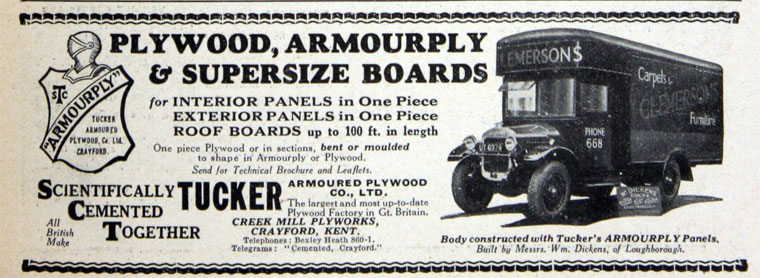 PLYWOOD, ARMOURPLY
& SUPERSIZE BOARDS
for INTERIOR PANELS in One Piece
EXTERIOR PANELS in One Piece
ROOF BOARDS up to 100 ft. in length
One piece Plywood or in sections, bent or moulded
to shape in Armourply or Plywood.
Send for Technical Brochure and Leaflets.
STC
"ARMOURPLY"
TUCKER
ARMOURED
PLYWOOD, Co. Ltd.
CRAYFORD.
SCIENTIFICALLY
CEMENTED
TOGETHER
All
British
Make
TUCKER
ARMOURED PLYWOOD
CO., LTD.
The largest and most up-to-date
Plywood Factory in Gt. Britain.
CREEK MILL PLYWORKS,
CRAYFORD, KENT.
Telephones: Bexley Heath 860-1.
Telegrams: "Cemented, Crayford."
CLEMERSONS
Carpets &
CLEMERSONS
Furniture
PHONE
668
UT 6374
Body constructed with Tucker's ARMOURPLY Panels.
Built by Messrs. Wm. Dickens, of Loughborough.